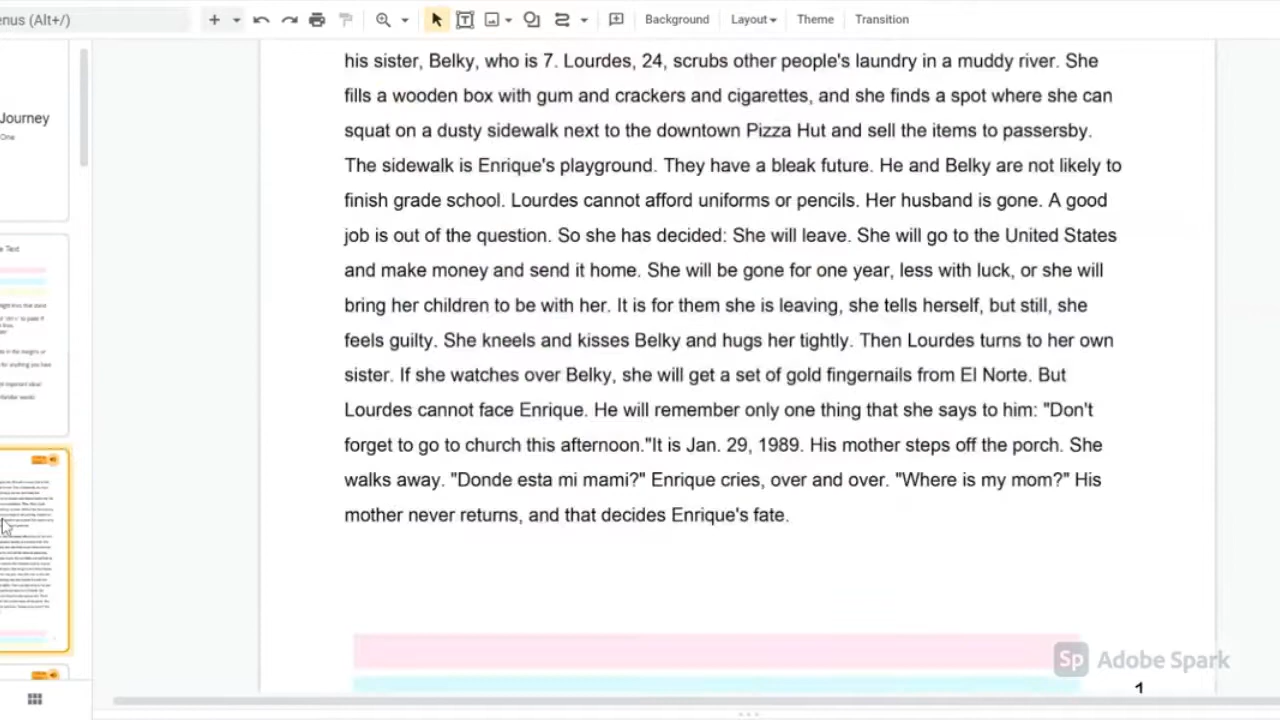 enus (Alt+/)
Background
Layout
Theme
Transition
Journey
One
e Text
his sister, Belky, who is 7. Lourdes, 24, scrubs other people's laundry in a muddy river. She
fills a wooden box with gum and crackers and cigarettes, and she finds a spot where she can
squat on a dusty sidewalk next to the downtown Pizza Hut and sell the items to passersby.
The sidewalk is Enrique's playground. They have a bleak future. He and Belky are not likely to
finish grade school. Lourdes cannot afford uniforms or pencils. Her husband is gone. A good
job is out of the question. So she has decided: She will leave. She will go to the United States
and make money and send it home. She will be gone for one year, less with luck, or she will
bring her children to be with her. It is for them she is leaving, she tells herself, but still, she
feels guilty. She kneels and kisses Belky and hugs her tightly. Then Lourdes turns to her own
sister. If she watches over Belky, she will get a set of gold fingernails from El Norte. But
Lourdes cannot face Enrique. He will remember only one thing that she says to him: "Don't
forget to go to church this afternoon."It is Jan. 29, 1989. His mother steps off the porch. She
walks away. "Donde esta mi mami?" Enrique cries, over and over. "Where is my mom?" His
mother never returns, and that decides Enrique's fate.
Sp Adobe Spark
1